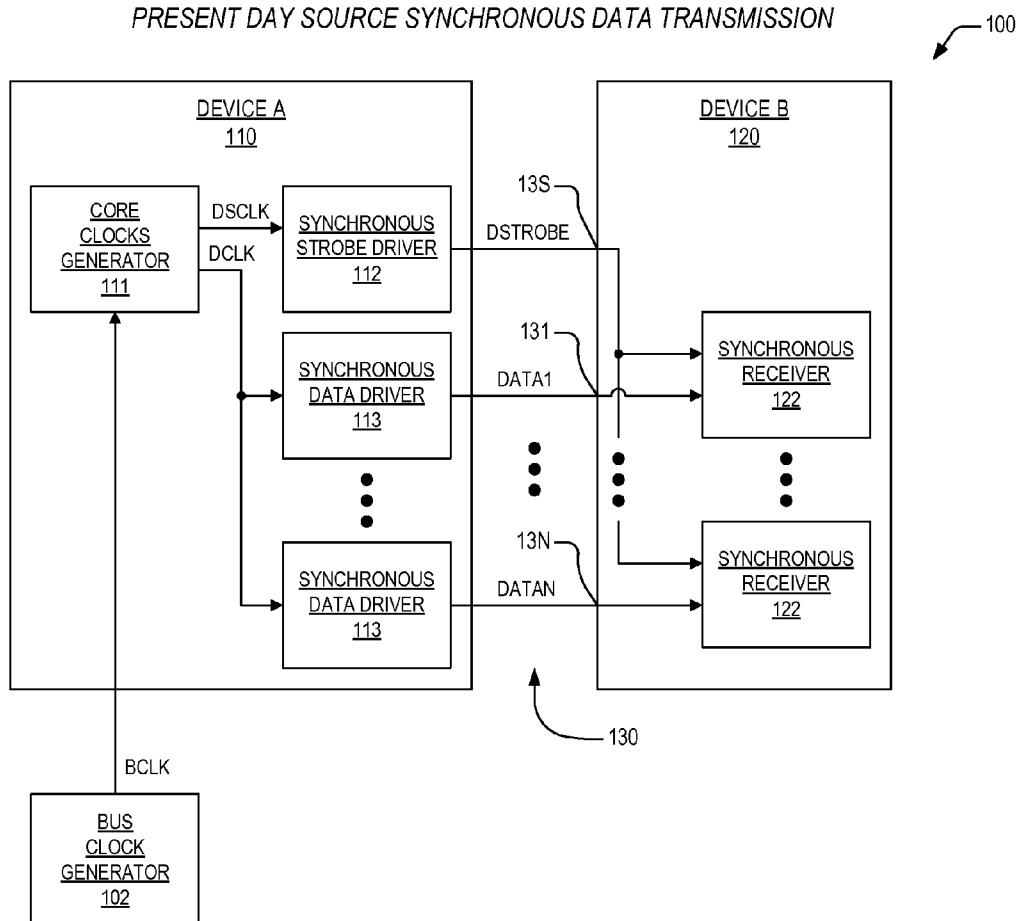 PRESENT DAY SOURCE SYNCHRONOUS DATA TRANSMISSION
100
DEVICE A
110
DEVICE B
120
CORE
CLOCKS
GENERATOR
111
DSCLK
DCLK
SYNCHRONOUS
STROBE DRIVER
112
13S
DSTROBE
SYNCHRONOUS
DATA DRIVER
113
131
DATA1
SYNCHRONOUS
RECEIVER
122
SYNCHRONOUS
DATA DRIVER
113
13N
DATAN
SYNCHRONOUS
RECEIVER
122
130
BCLK
BUS
CLOCK
GENERATOR
102